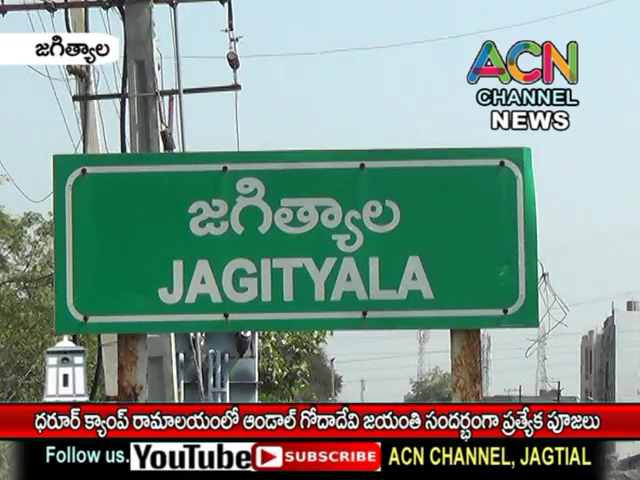 జగిత్యాల
ACN
CHANNEL
NEWS
జగిత్యాల
JAGITYALA
ధరూర్ క్యాంప్ రామాలయంలో ఆండాల్ గోదాదేవి జయంతి సందర్భంగా ప్రత్యేక పూజలు
Follow us. YouTube SUBSCRIBE ACN CHANNEL, JAGTIAL